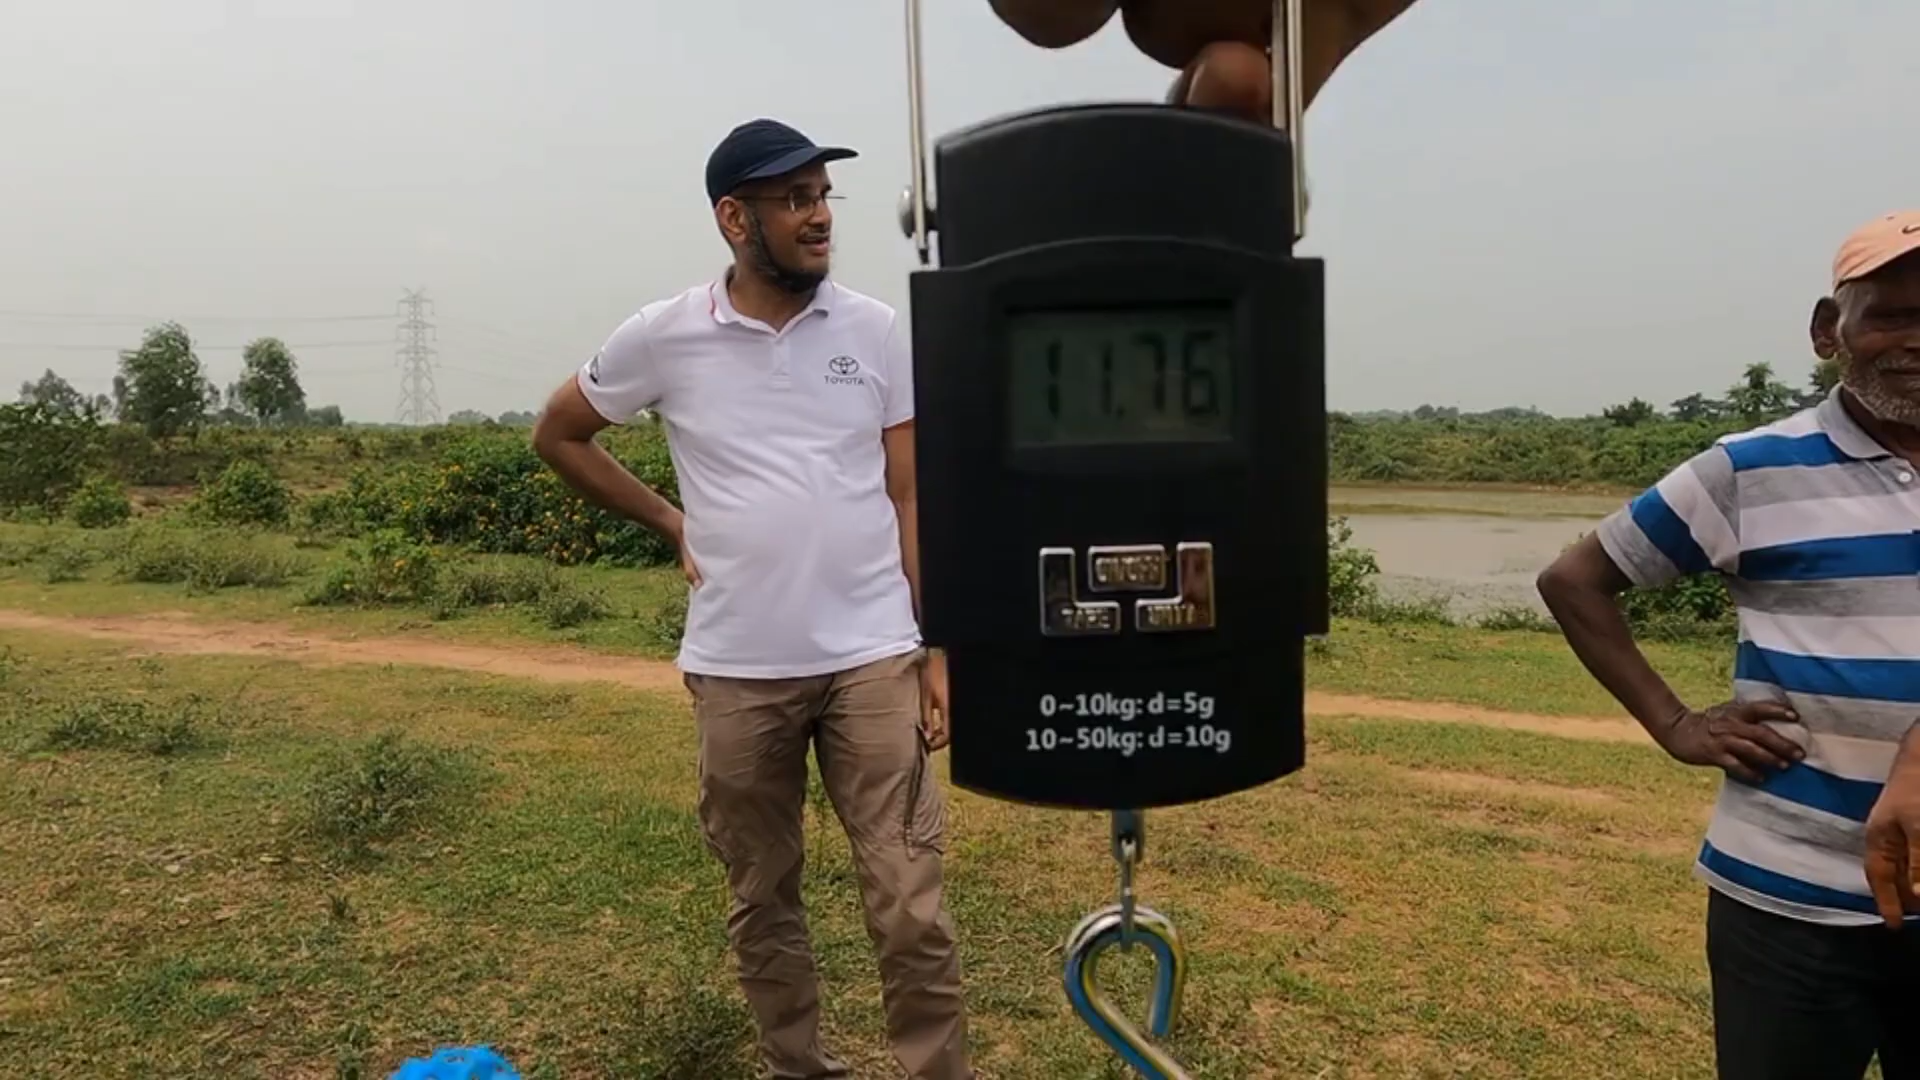 TOYOTA
11.76
ON/OFF
TARE UNIT
0~10kg: d=5g
10~50kg: d=10g